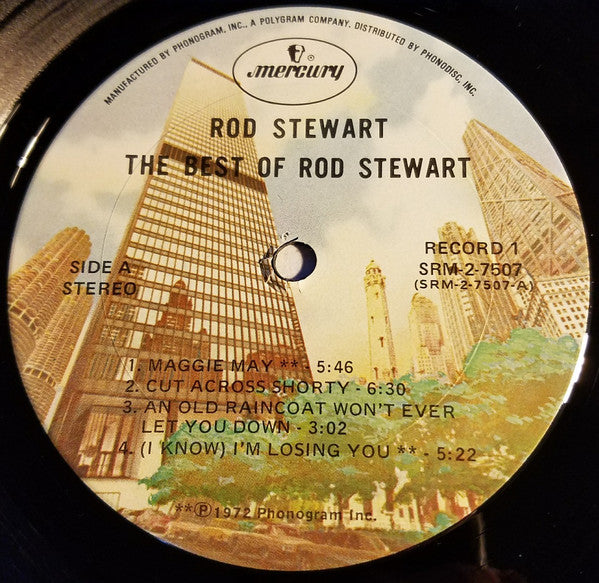 MANUFACTURED BY PHONOGRAM, INC., A POLYGRAM COMPANY. DISTRIBUTED BY PHONODISC, INC.
mercury
®
ROD STEWART
THE BEST OF ROD STEWART
SIDE A
STEREO
RECORD 1
SRM-2-7507
(SRM-2-7507-A)
1. MAGGIE MAY ** - 5:46
2. CUT ACROSS SHORTY - 6:30
3. AN OLD RAINCOAT WON'T EVER
LET YOU DOWN - 3:02
4. (I KNOW) I'M LOSING YOU ** - 5:22
**℗1972 Phonogram Inc.